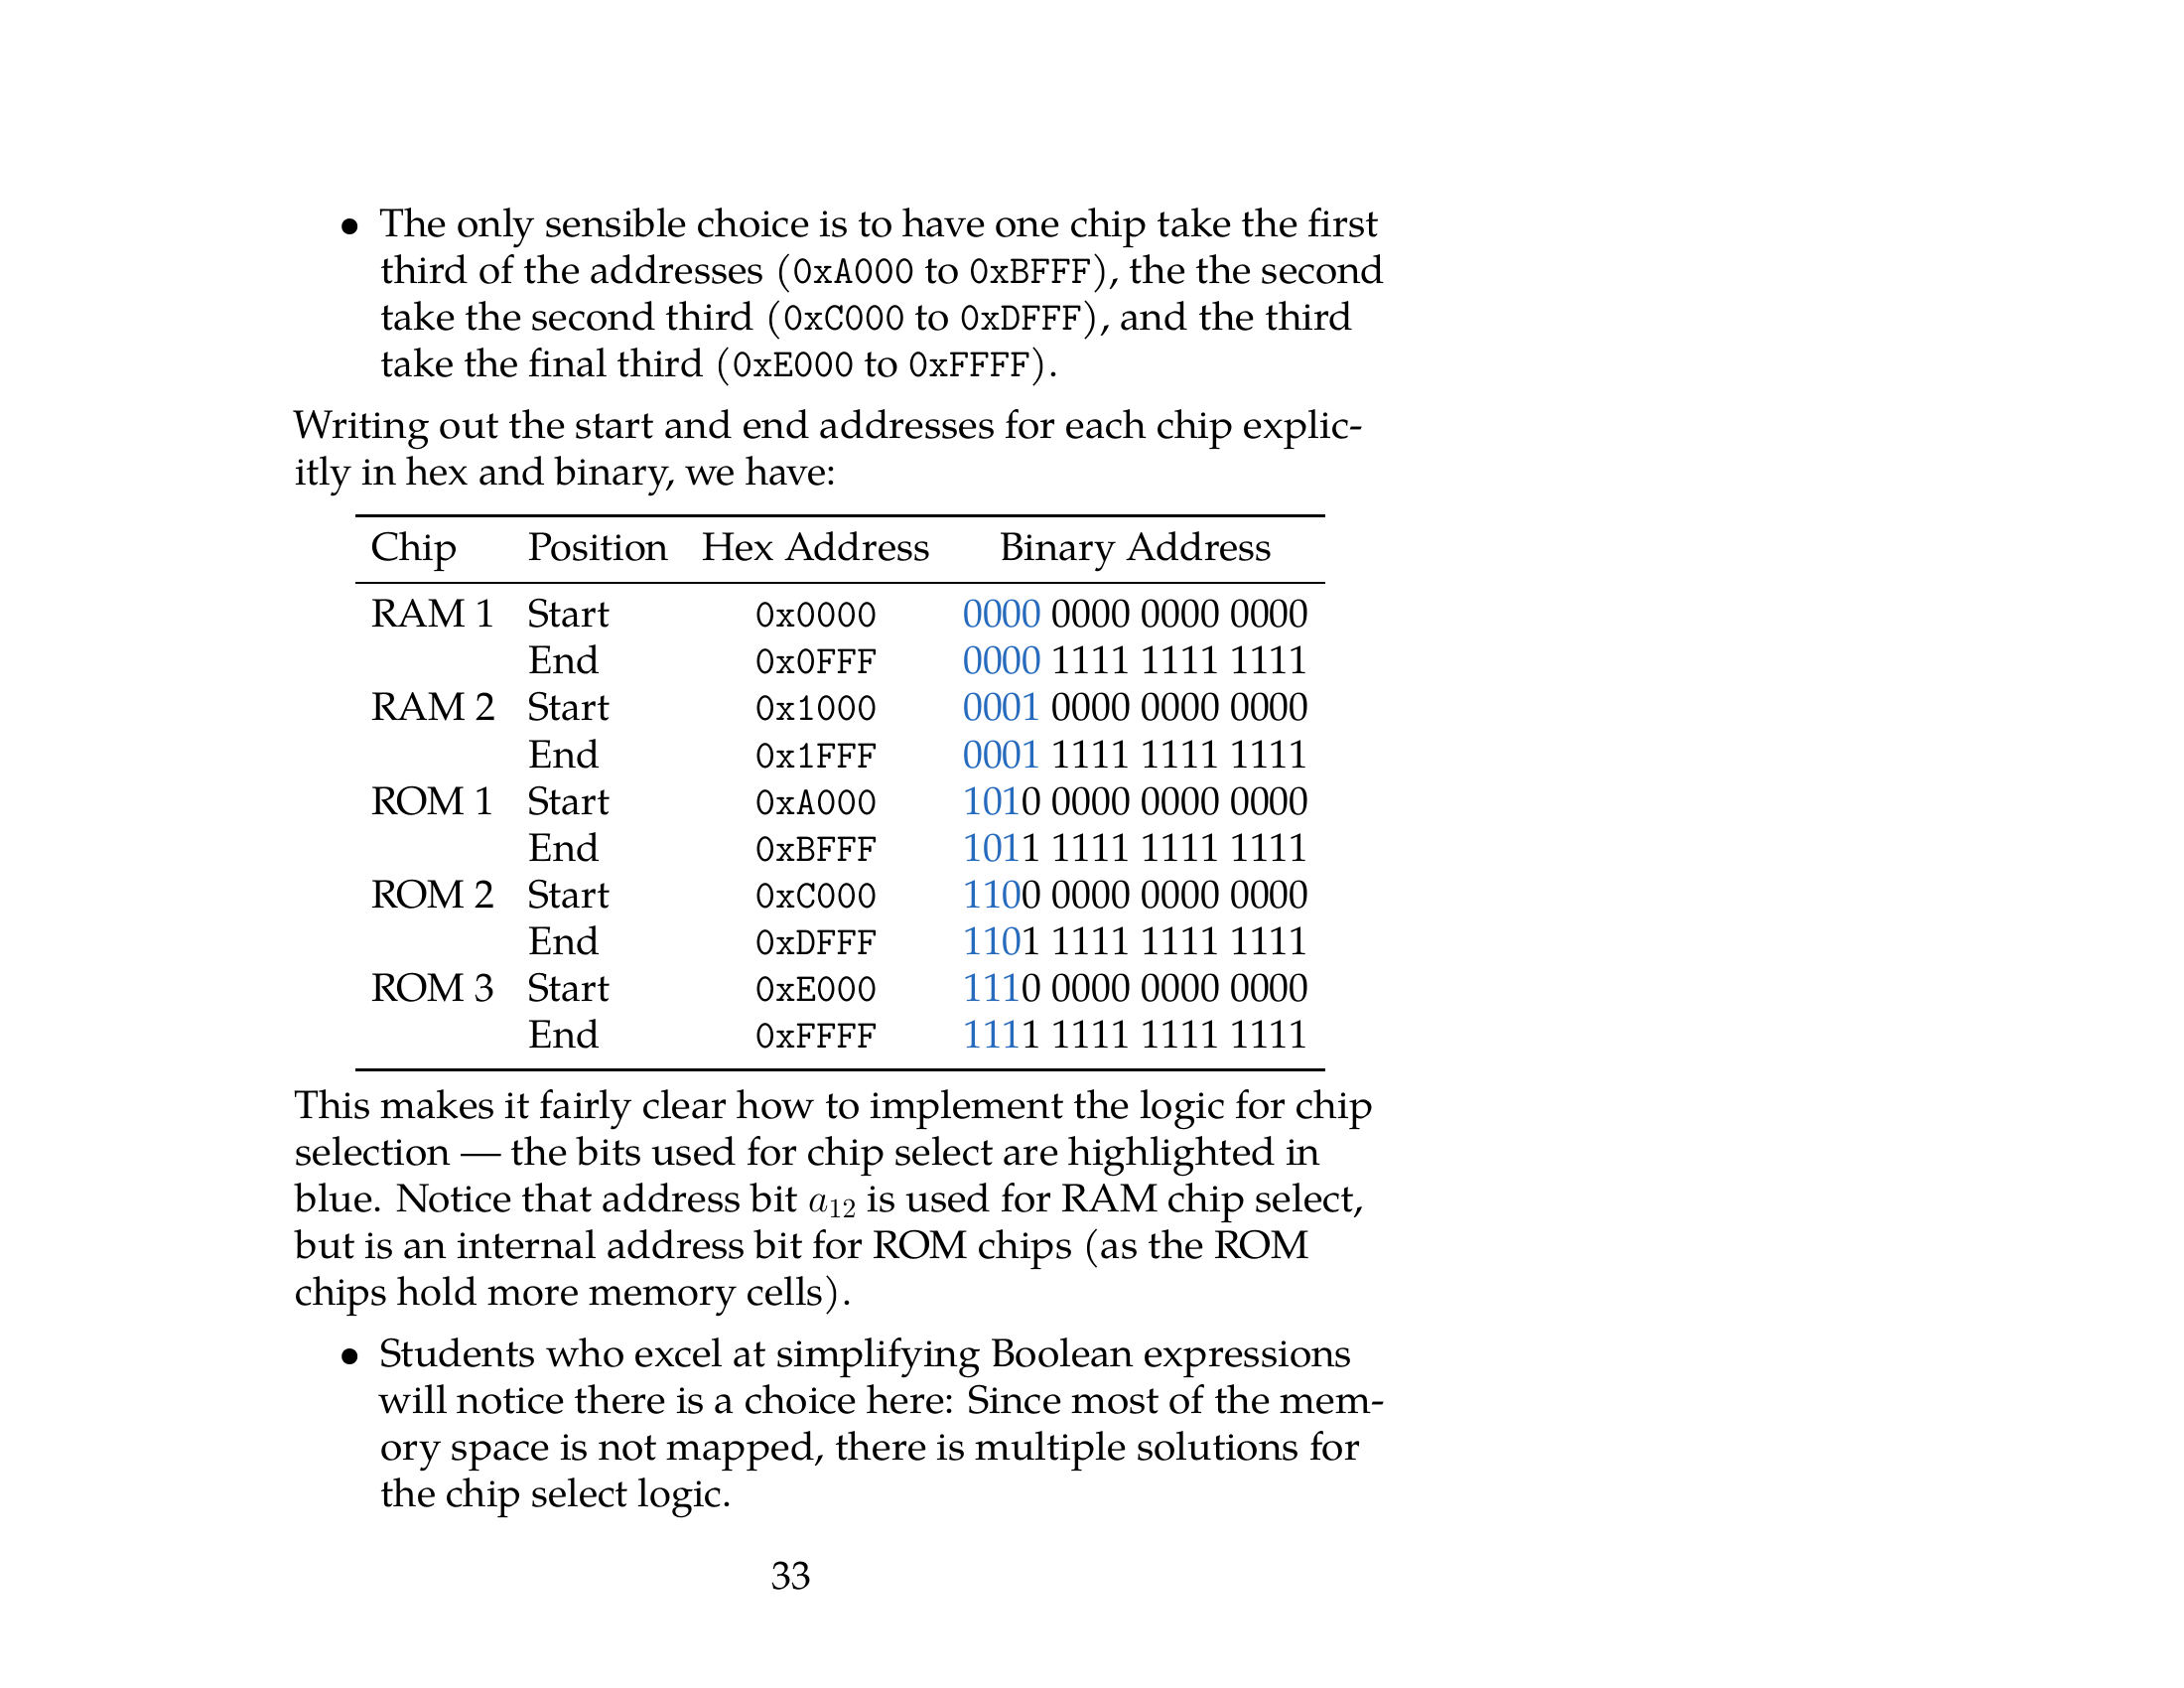 • The only sensible choice is to have one chip take the first
third of the addresses (0xA000 to 0xBFFF), the the second
take the second third (0xC000 to 0xDFFF), and the third
take the final third (0xE000 to 0xFFFF).
Writing out the start and end addresses for each chip explic-
itly in hex and binary, we have:
Chip Position Hex Address Binary Address
RAM 1 Start 0x0000 0000 0000 0000 0000
End 0x0FFF 0000 1111 1111 1111
RAM 2 Start 0x1000 0001 0000 0000 0000
End 0x1FFF 0001 1111 1111 1111
ROM 1 Start 0xA000 1010 0000 0000 0000
End 0xBFFF 1011 1111 1111 1111
ROM 2 Start 0xC000 1100 0000 0000 0000
End 0xDFFF 1101 1111 1111 1111
ROM 3 Start 0xE000 1110 0000 0000 0000
End 0xFFFF 1111 1111 1111 1111
This makes it fairly clear how to implement the logic for chip
selection — the bits used for chip select are highlighted in
blue. Notice that address bit a₁₂ is used for RAM chip select,
but is an internal address bit for ROM chips (as the ROM
chips hold more memory cells).
• Students who excel at simplifying Boolean expressions
will notice there is a choice here: Since most of the mem-
ory space is not mapped, there is multiple solutions for
the chip select logic.
33